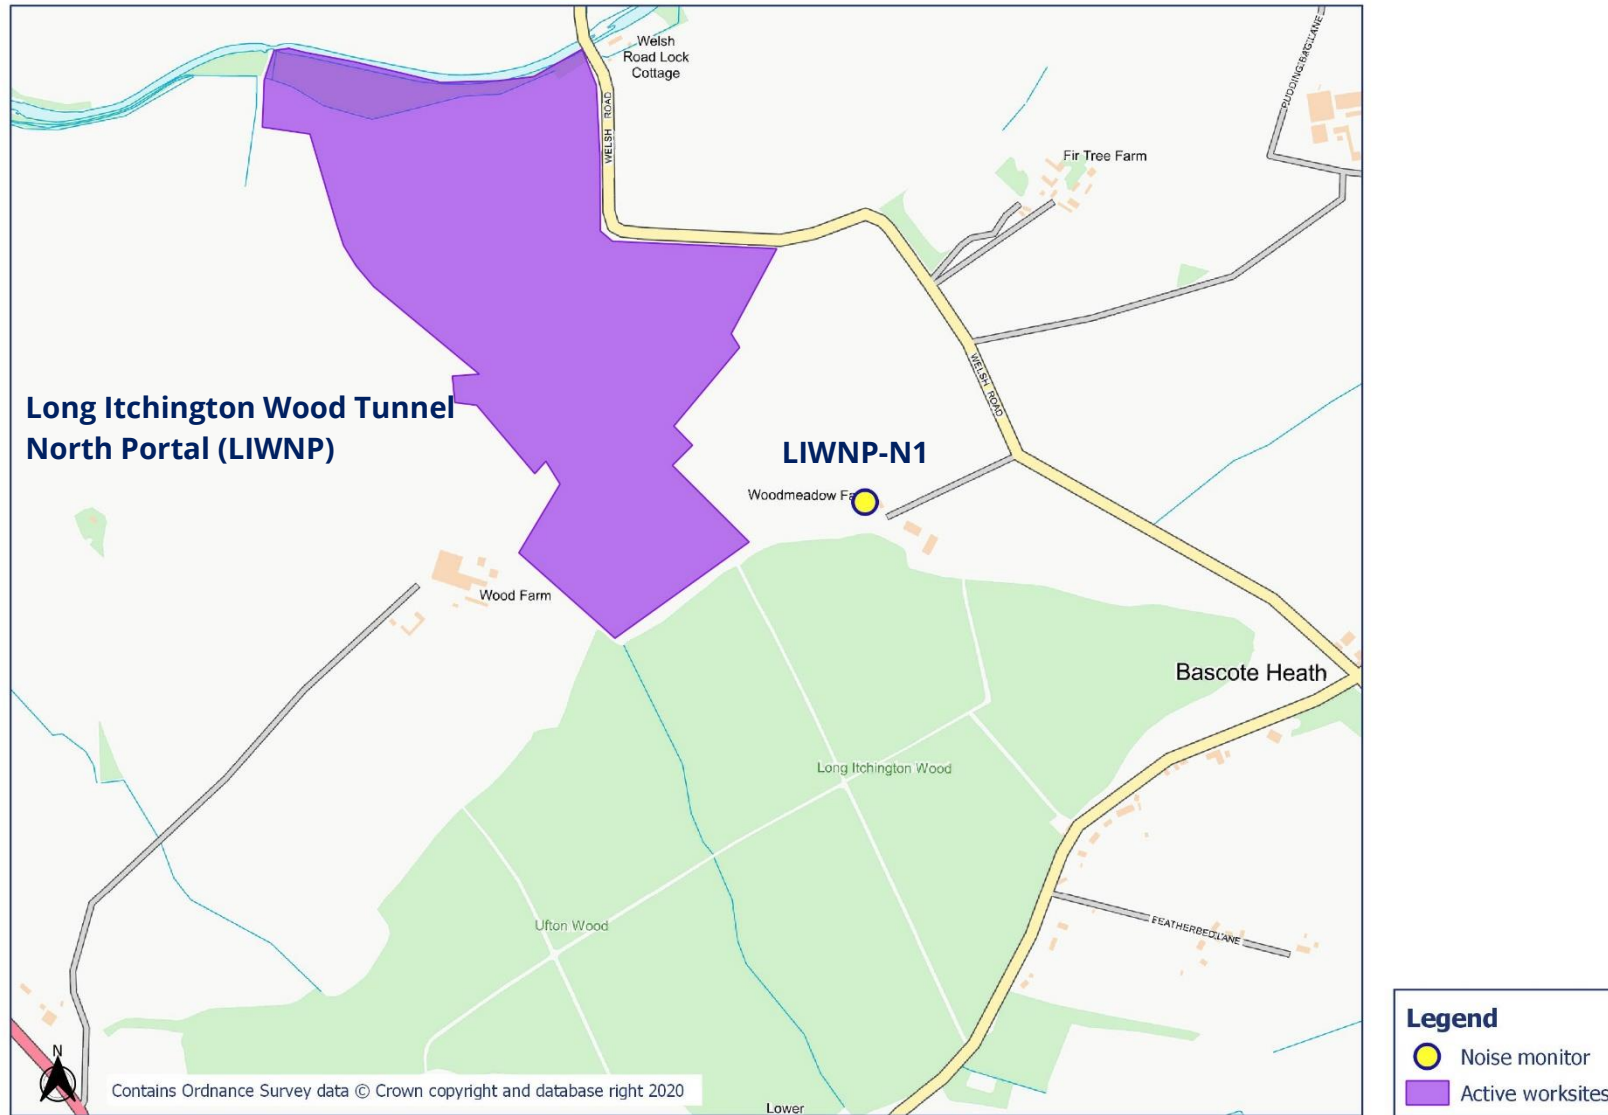 Welsh
Road Lock
Cottage
PUDDING BAG LANE
WELSH ROAD
Fir Tree Farm
WELSH ROAD
Long Itchington Wood Tunnel
North Portal (LIWNP)
LIWNP-N1
Woodmeadow Fa
Wood Farm
Bascote Heath
Long Itchington Wood
Ufton Wood
FEATHERBED LANE
N
Contains Ordnance Survey data © Crown copyright and database right 2020
Lower
Legend
Noise monitor
Active worksites